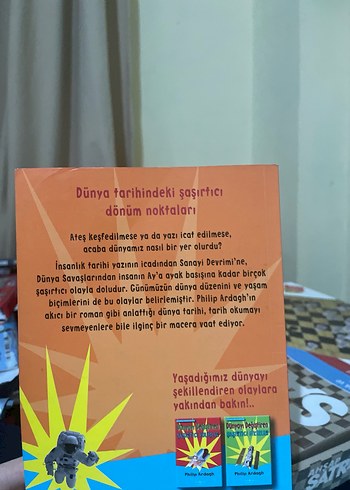 Dünya tarihindeki şaşırtıcı
dönüm noktaları
Ateş keşfedilmese ya da yazı icat edilmese,
acaba dünyamız nasıl bir yer olurdu?
İnsanlık tarihi yazının icadından Sanayi Devrimi'ne,
Dünya Savaşlarından insanın Ay'a ayak basışına kadar birçok
şaşırtıcı olayla doludur. Günümüzün dünya düzenini ve yaşam
biçimlerini de bu olaylar belirlemiştir. Philip Ardagh'ın
akıcı bir roman gibi anlattığı dünya tarihi, tarih okumayı
sevmeyenlere bile ilginç bir macera vaat ediyor.
Yaşadığımız dünyayı
şekillendiren olaylara
yakından bakın!..
Dünyayı Değiştiren
Philip Ardagh
Philip Ardagh
S